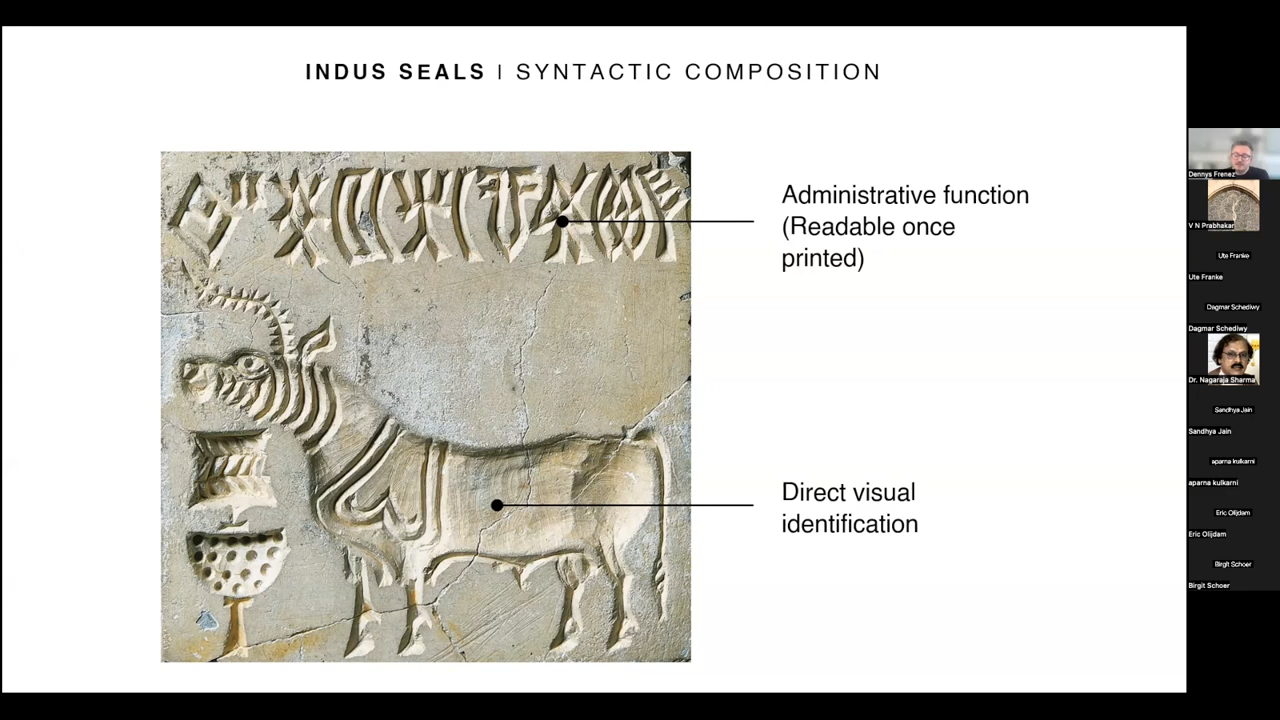 INDUS SEALS | SYNTACTIC COMPOSITION
Administrative function
(Readable once
printed)
Direct visual
identification
Dennys Frenez
V N Prabhakar
Ute Franke
Ute Franke
Dagmar Schediwy
Dagmar Schediwy
Dr. Nagaraja Sharma
Sandhya Jain
Sandhya Jain
aparna kulkarni
aparna kulkarni
Eric Olijdam
Eric Olijdam
Birgit Schoer
Birgit Schoer